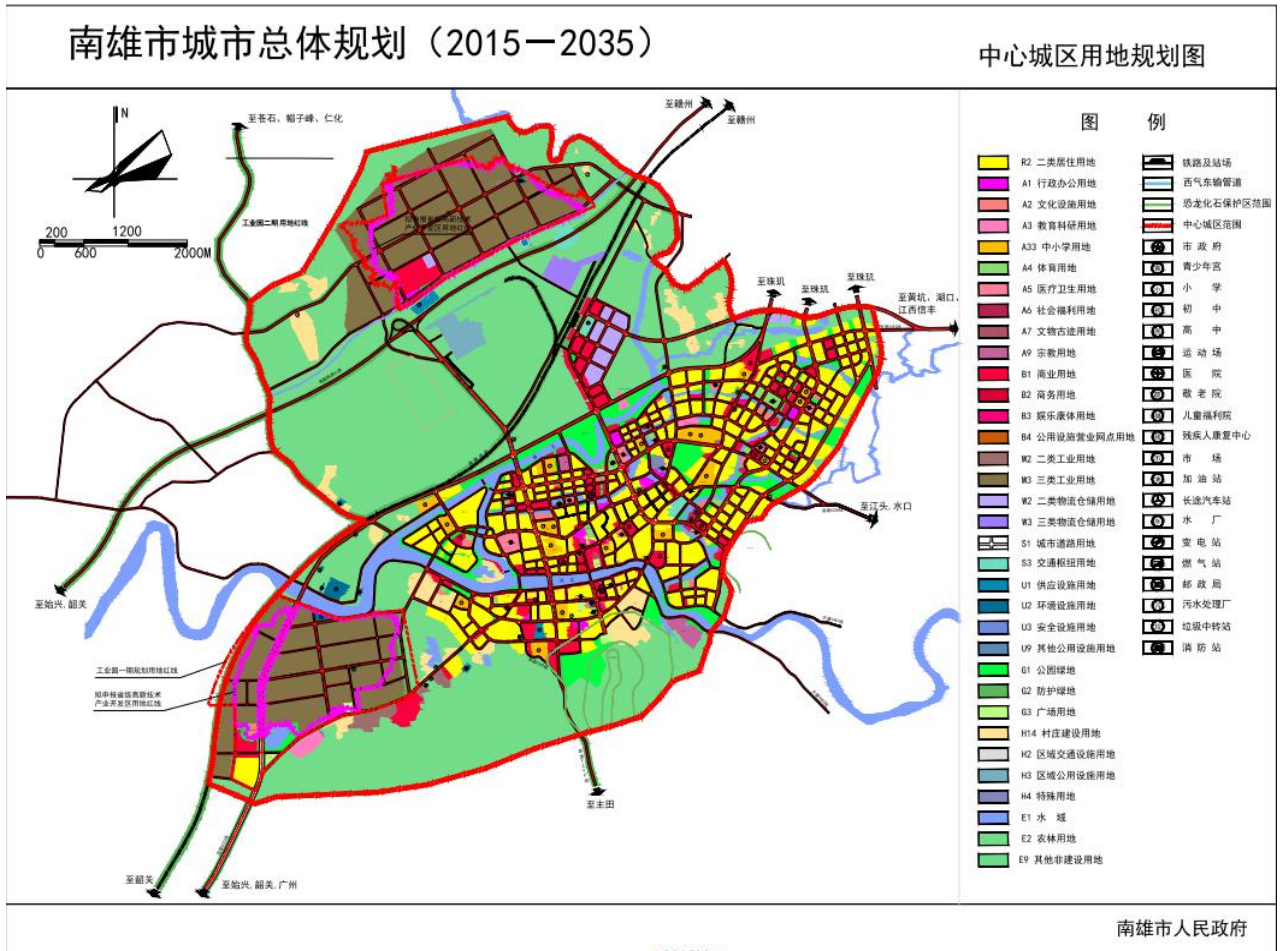 南雄市城市总体规划（2015－2035）
中心城区用地规划图
N
200 1200
0 600 2000M
至苍石、帽子峰、仁化
至赣州
至赣州
工业园二期用地红线
拟申报省级高新技术
产业开发区用地红线
至珠玑
至珠玑
至珠玑
至黄坑、湖口、
江西信丰
至江头,水口
至始兴,韶关
工业园一期规划用地红线
拟申报省级高新技术
产业开发区用地红线
至主田
至韶关
至始兴,韶关,广州
图 例
R2 二类居住用地
A1 行政办公用地
A2 文化设施用地
A3 教育科研用地
A33 中小学用地
A4 体育用地
A5 医疗卫生用地
A6 社会福利用地
A7 文物古迹用地
A9 宗教用地
B1 商业用地
B2 商务用地
B3 娱乐康体用地
B4 公用设施营业网点用地
M2 二类工业用地
M3 三类工业用地
W2 二类物流仓储用地
W3 三类物流仓储用地
S1 城市道路用地
S3 交通枢纽用地
U1 供应设施用地
U2 环境设施用地
U3 安全设施用地
U9 其他公用设施用地
G1 公园绿地
G2 防护绿地
G3 广场用地
H14 村庄建设用地
H2 区域交通设施用地
H3 区域公用设施用地
H4 特殊用地
E1 水 域
E2 农林用地
E9 其他非建设用地
铁路及站场
西气东输管道
恐龙化石保护区范围
中心城区范围
市政府
青少年宫
小 学
初 中
高 中
运动场
医 院
敬老院
儿童福利院
残疾人康复中心
市 场
加油站
长途汽车站
水 厂
变电站
燃气站
邮政局
污水处理厂
垃圾中转站
消防站
南雄市人民政府